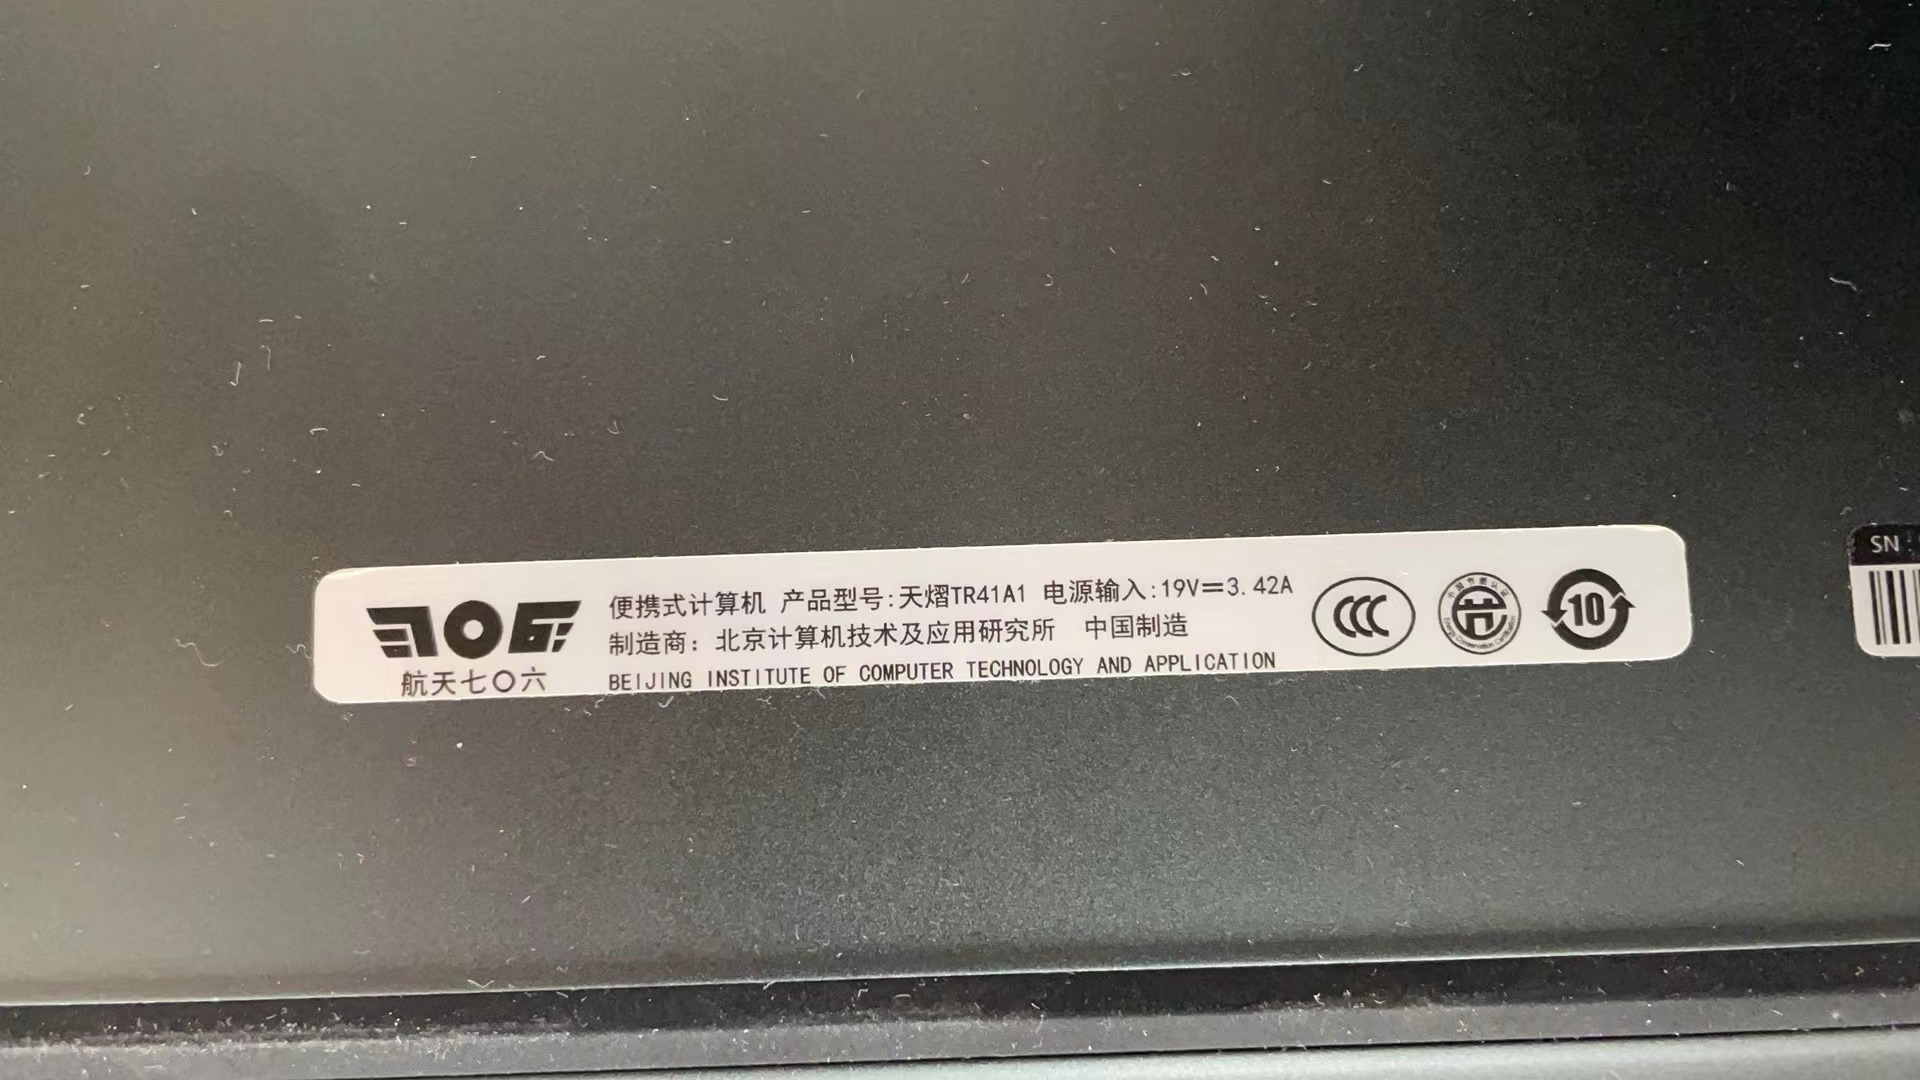 706
航天七〇六
便携式计算机 产品型号:天熠TR41A1 电源输入:19V⎓3.42A
制造商: 北京计算机技术及应用研究所 中国制造
BEIJING INSTITUTE OF COMPUTER TECHNOLOGY AND APPLICATION
CCC
10
SN